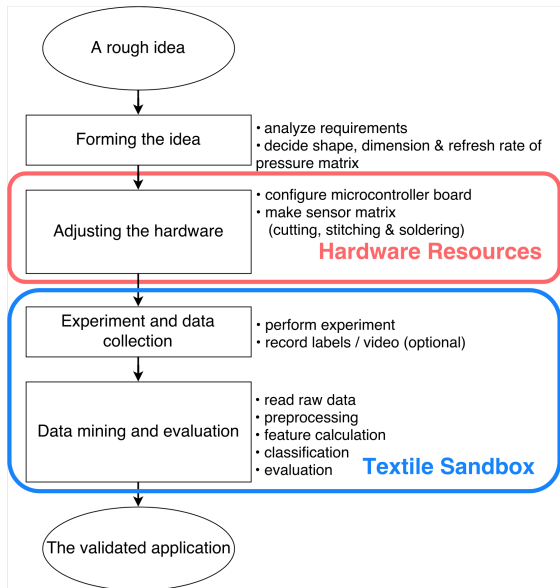 A rough idea
Forming the idea
• analyze requirements
• decide shape, dimension & refresh rate of
pressure matrix
Adjusting the hardware
• configure microcontroller board
• make sensor matrix
(cutting, stitching & soldering)
Hardware Resources
Experiment and data
collection
• perform experiment
• record labels / video (optional)
Data mining and evaluation
• read raw data
• preprocessing
• feature calculation
• classification
• evaluation
Textile Sandbox
The validated application